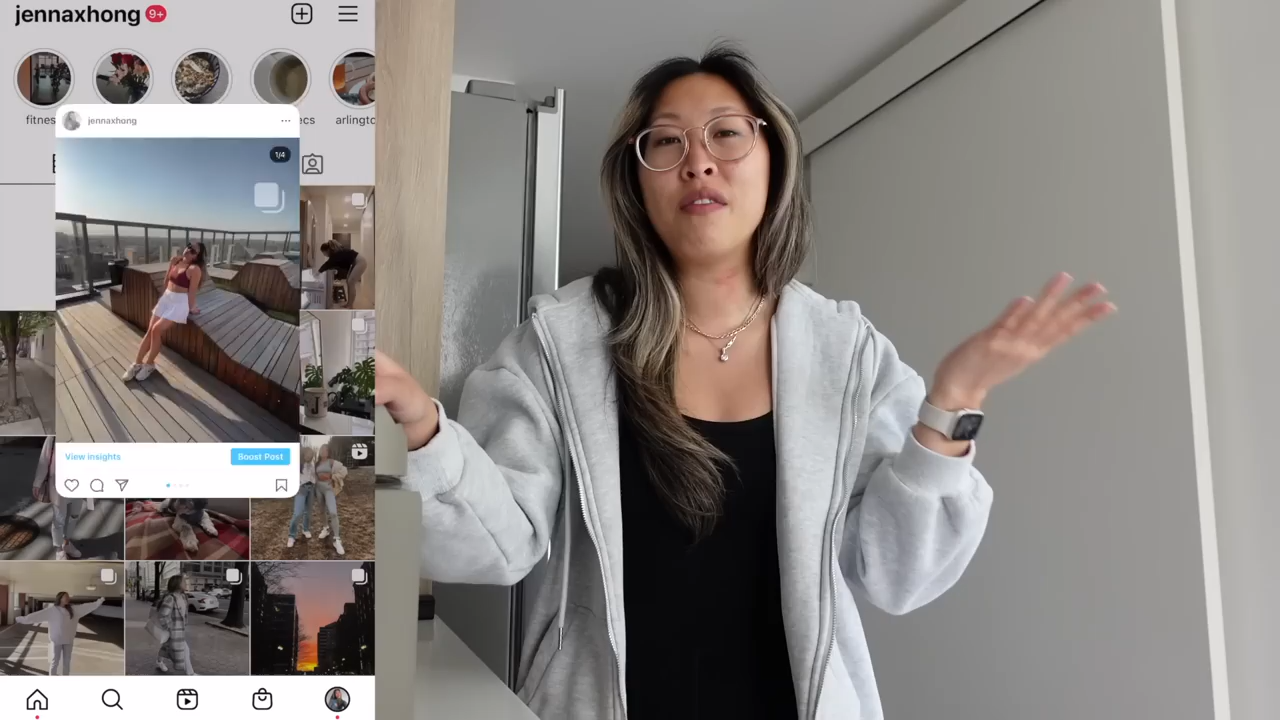 jennaxhong 9+
fitnes
ecs
arlingto
jennaxhong
1/4
View insights
Boost Post